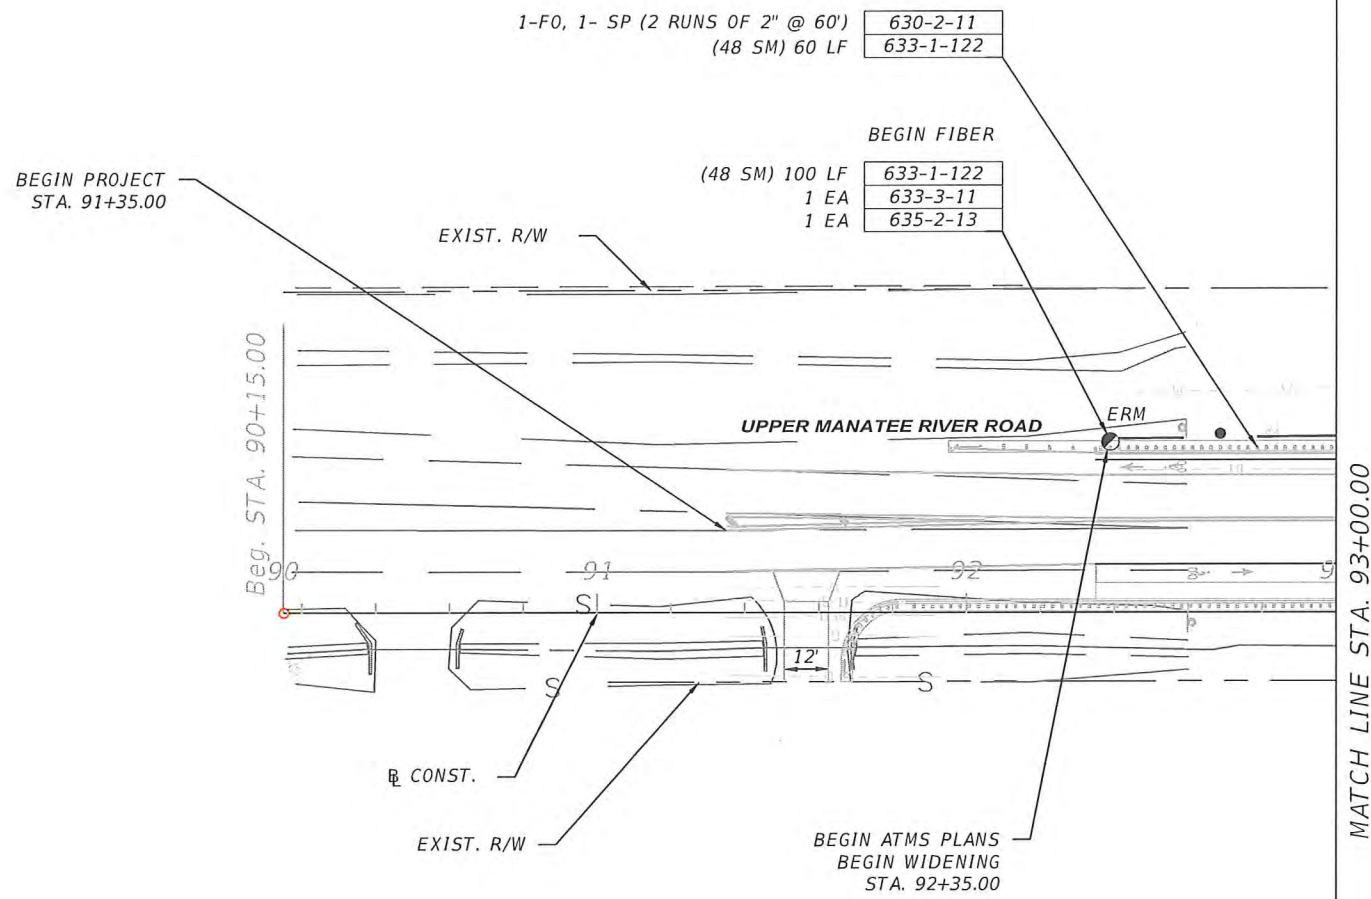 1-FO, 1- SP (2 RUNS OF 2" @ 60') 630-2-11
(48 SM) 60 LF 633-1-122
BEGIN FIBER
(48 SM) 100 LF 633-1-122
1 EA 633-3-11
1 EA 635-2-13
BEGIN PROJECT
STA. 91+35.00
EXIST. R/W
Beg. STA. 90+15.00
UPPER MANATEE RIVER ROAD
ERM
90
91
92
S
12'
S
S
℄ CONST.
EXIST. R/W
BEGIN ATMS PLANS
BEGIN WIDENING
STA. 92+35.00
MATCH LINE STA. 93+00.00